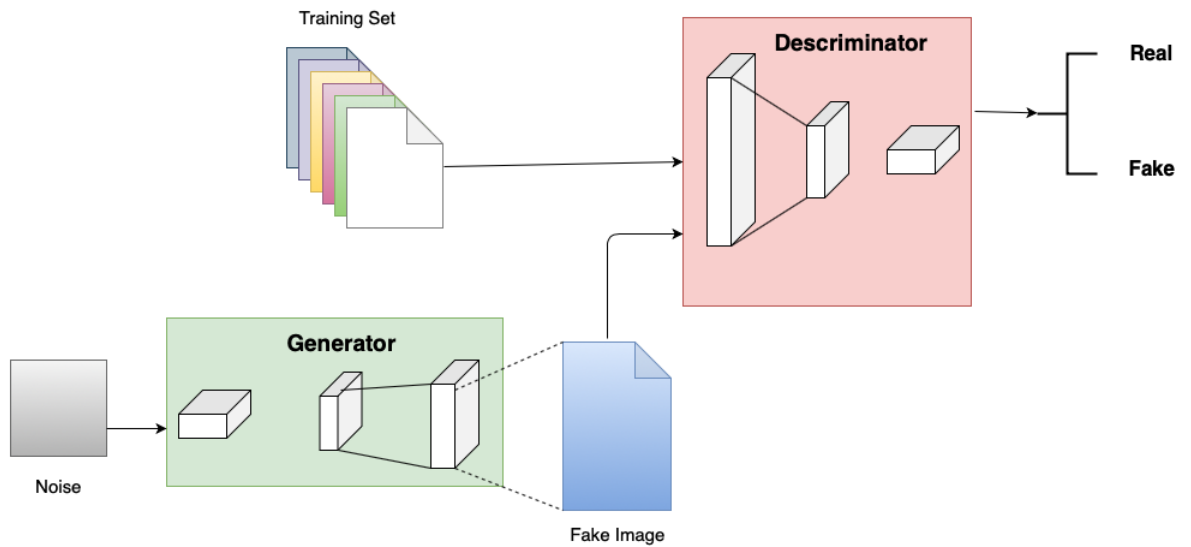 Training Set
Descriminator
Real
Fake
Generator
Noise
Fake Image